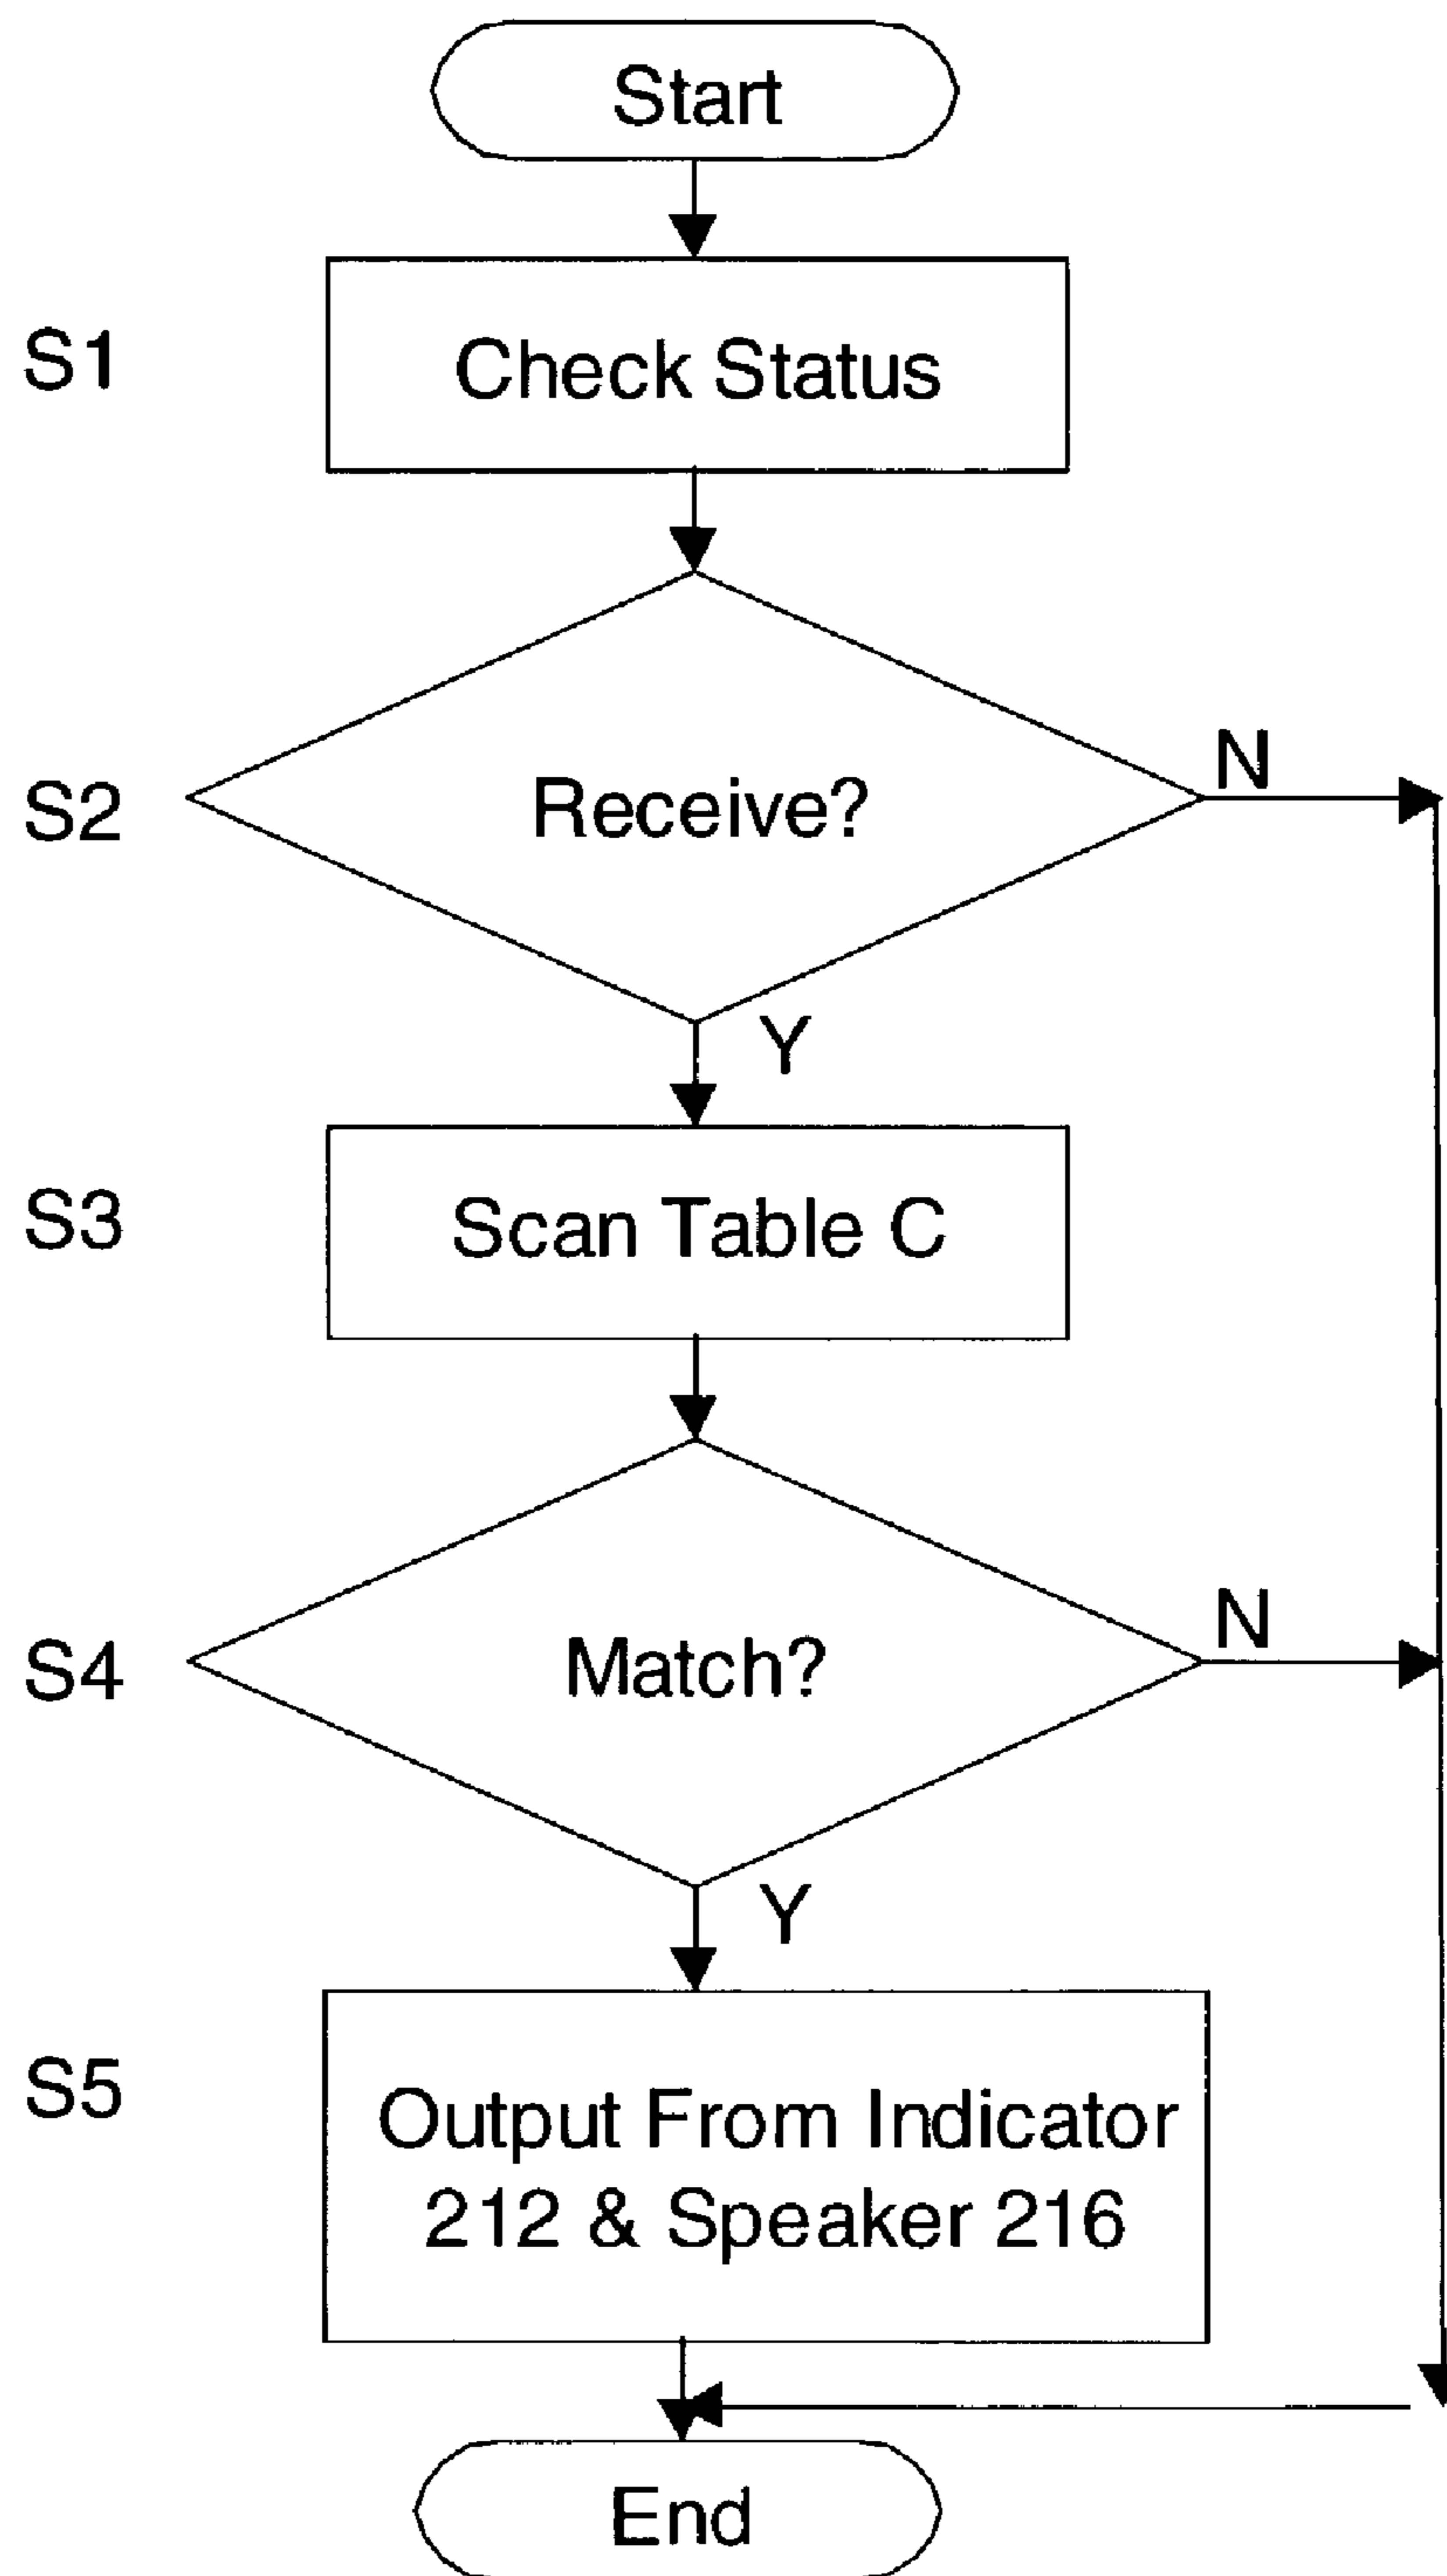 Start
S1
Check Status
S2
Receive?
N
Y
S3
Scan Table C
S4
Match?
N
Y
S5
Output From Indicator
212 & Speaker 216
End